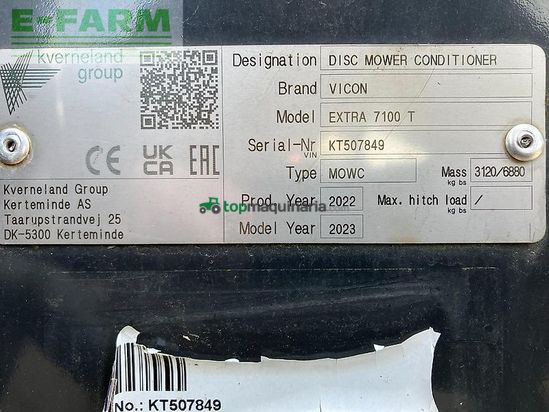 E-FARM
kverneland
group
Designation DISC MOWER CONDITIONER
Brand VICON
Model EXTRA 7100 T
Serial-Nr KT507849
VIN
Type MOWC Mass 3120/6880
kg lbs
Prod Year 2022 Max. hitch load /
kg lbs
Model Year 2023
CE UKCA EAC
Kverneland Group
Kerteminde AS
Taarupstrandvej 25
DK-5300 Kerteminde
topmaquinaria.com
No.: KT507849